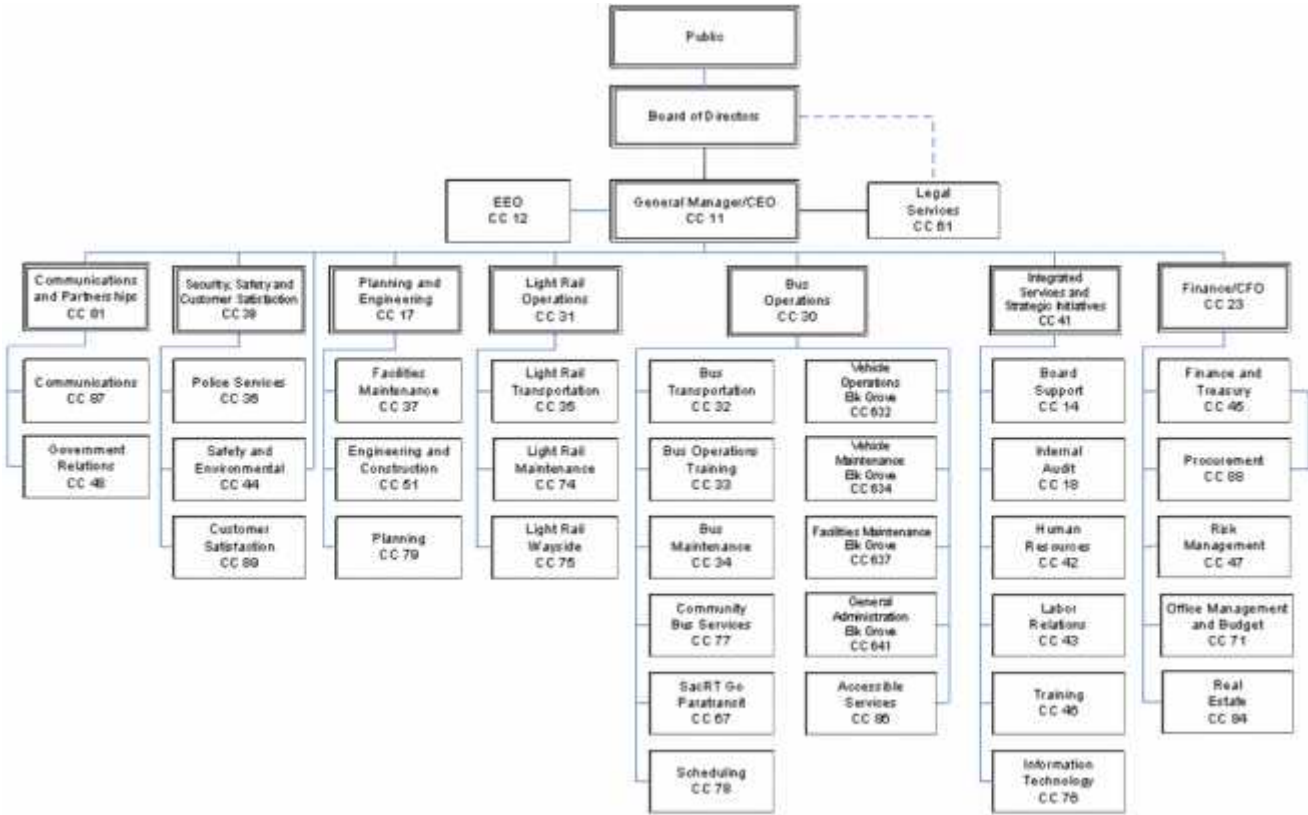 Public
Board of Directors
EEO
CC 12
General Manager/CEO
CC 11
Legal
Services
CC 61
Communications
and Partnerships
CC 81
Security, Safety and
Customer Satisfaction
CC 39
Planning and
Engineering
CC 17
Light Rail
Operations
CC 31
Bus
Operations
CC 30
Integrated
Services and
Strategic Initiatives
CC 41
Finance/CFO
CC 23
Communications
CC 87
Government
Relations
CC 48
Police Services
CC 36
Safety and
Environmental
CC 44
Customer
Satisfaction
CC 89
Facilities
Maintenance
CC 37
Engineering and
Construction
CC 51
Planning
CC 79
Light Rail
Transportation
CC 35
Light Rail
Maintenance
CC 74
Light Rail
Wayside
CC 75
Bus
Transportation
CC 32
Bus Operations
Training
CC 33
Bus
Maintenance
CC 34
Community
Bus Services
CC 77
SacRT Go
Paratransit
CC 67
Scheduling
CC 78
Vehicle
Operations
Elk Grove
CC 632
Vehicle
Maintenance
Elk Grove
CC 634
Facilities Maintenance
Elk Grove
CC 637
General
Administration
Elk Grove
CC 641
Accessible
Services
CC 85
Board
Support
CC 14
Internal
Audit
CC 18
Human
Resources
CC 42
Labor
Relations
CC 43
Training
CC 46
Information
Technology
CC 76
Finance and
Treasury
CC 45
Procurement
CC 88
Risk
Management
CC 47
Office Management
and Budget
CC 71
Real
Estate
CC 84